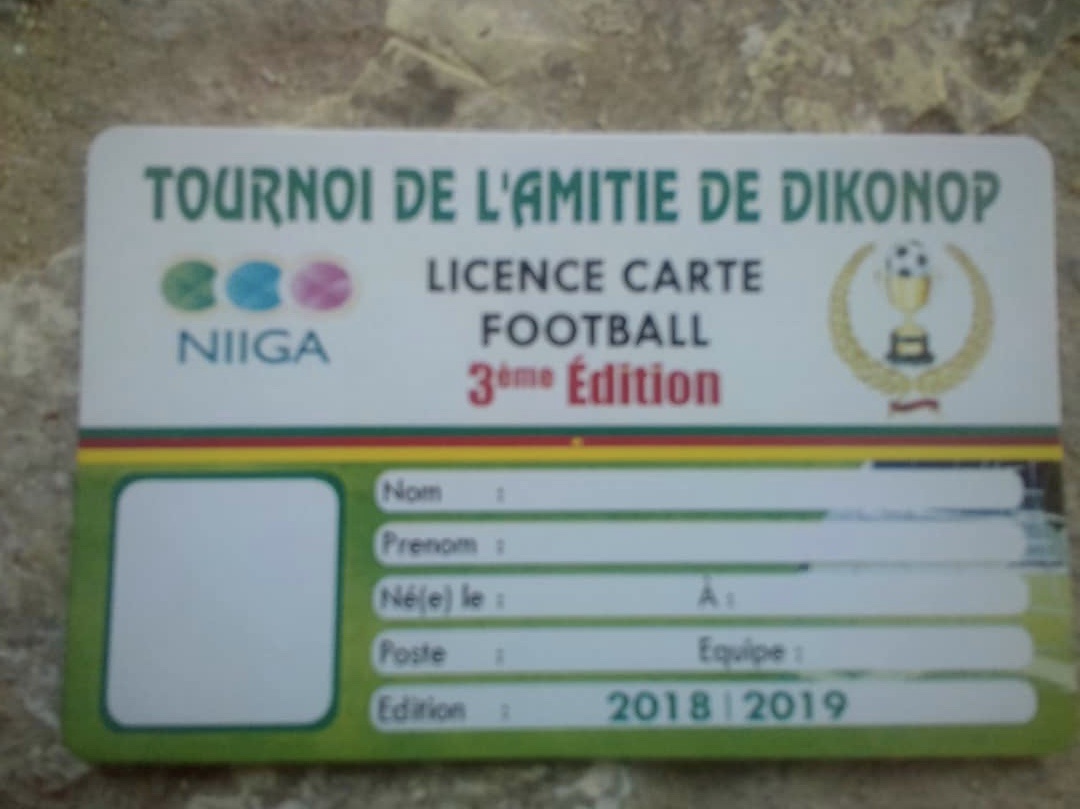 TOURNOI DE L'AMITIE DE DIKONOP
NIIGA
LICENCE CARTE
FOOTBALL
3ème Édition
Nom :
Prenom :
Né(e) le : À :
Poste : Equipe :
Edition : 2018 | 2019